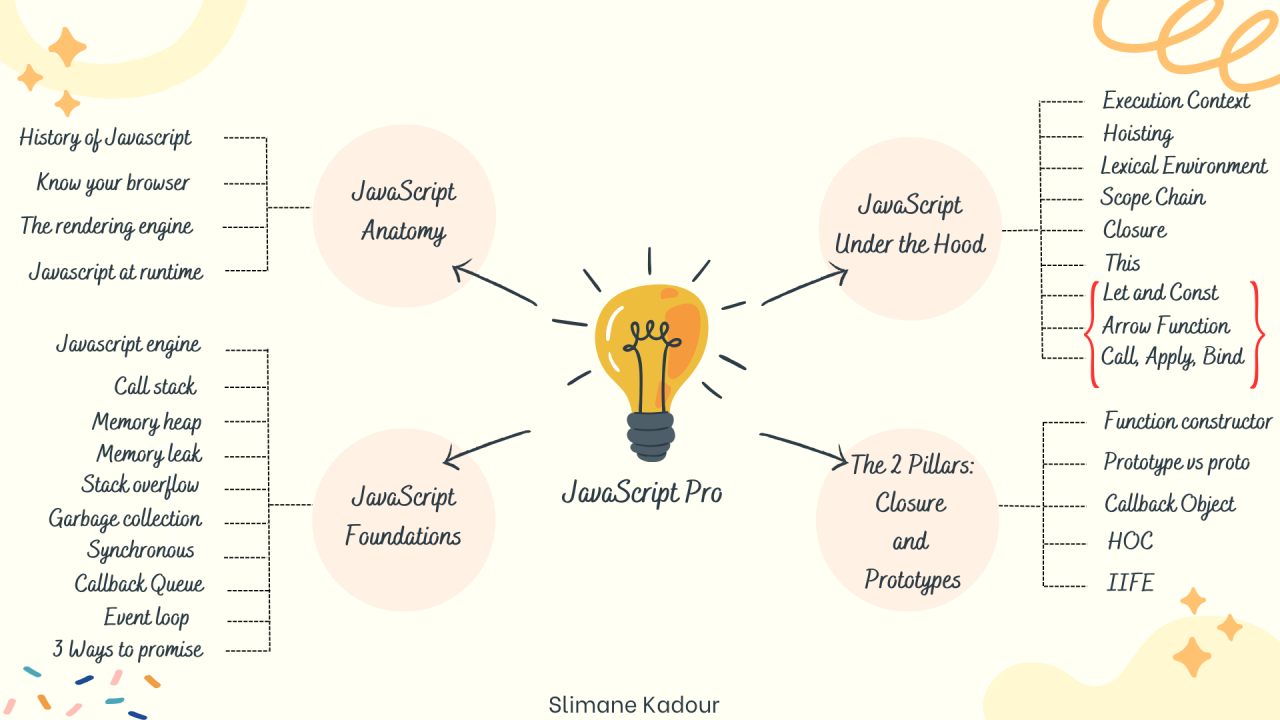 History of Javascript
Know your browser
The rendering engine
Javascript at runtime
JavaScript
Anatomy
Javascript engine
Call stack
Memory heap
Memory leak
Stack overflow
Garbage collection
Synchronous
Callback Queue
Event loop
3 Ways to promise
JavaScript
Foundations
JavaScript Pro
JavaScript
Under the Hood
Execution Context
Hoisting
Lexical Environment
Scope Chain
Closure
This
Let and Const
Arrow Function
Call, Apply, Bind
The 2 Pillars:
Closure
and
Prototypes
Function constructor
Prototype vs proto
Callback Object
HOC
IIFE
Slimane Kadour